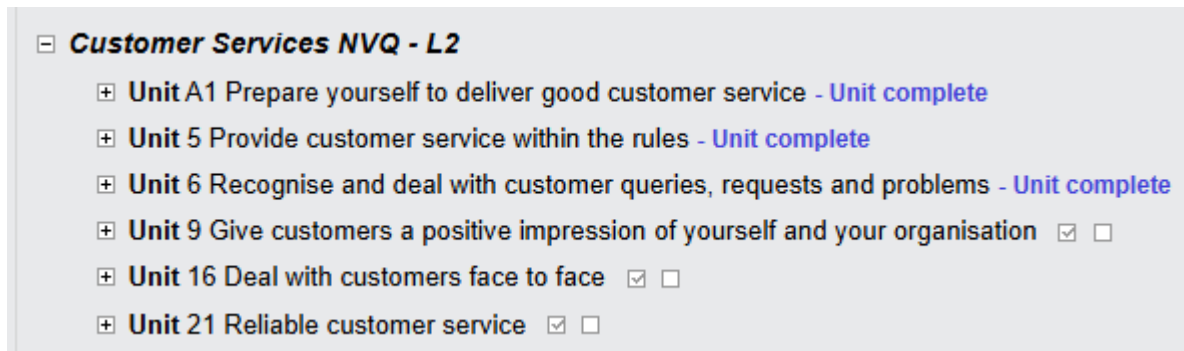 Customer Services NVQ - L2
Unit A1 Prepare yourself to deliver good customer service - Unit complete
Unit 5 Provide customer service within the rules - Unit complete
Unit 6 Recognise and deal with customer queries, requests and problems - Unit complete
Unit 9 Give customers a positive impression of yourself and your organisation
Unit 16 Deal with customers face to face
Unit 21 Reliable customer service